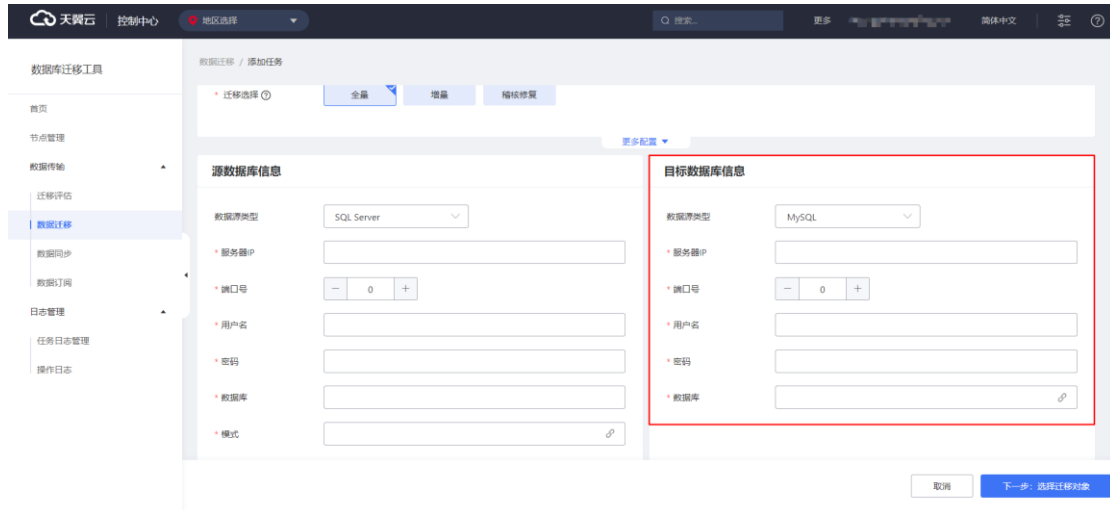 天翼云 控制中心 地区选择 搜索... 更多 简体中文
数据库迁移工具
首页
节点管理
数据传输
迁移评估
数据迁移
数据同步
数据订阅
日志管理
任务日志管理
操作日志
数据迁移 / 添加任务
* 迁移选择 全量 增量 稽核修复
更多配置
源数据库信息
数据源类型 SQL Server
* 服务器IP
* 端口号 - 0 +
* 用户名
* 密码
* 数据库
* 模式
目标数据库信息
数据源类型 MySQL
* 服务器IP
* 端口号 - 0 +
* 用户名
* 密码
* 数据库
取消 下一步：选择迁移对象